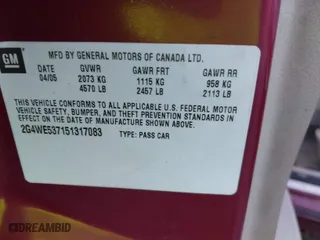 GM
MFD BY GENERAL MOTORS OF CANADA LTD.
DATE GVWR GAWR FRT GAWR RR
04/05 2073 KG 1115 KG 958 KG
4570 LB 2457 LB 2113 LB
THIS VEHICLE CONFORMS TO ALL APPLICABLE U.S. FEDERAL MOTOR
VEHICLE SAFETY, BUMPER, AND THEFT PREVENTION STANDARDS IN
EFFECT ON THE DATE OF MANUFACTURE SHOWN ABOVE.
2G4WE537151317083 TYPE: PASS CAR
©IDREAMBID